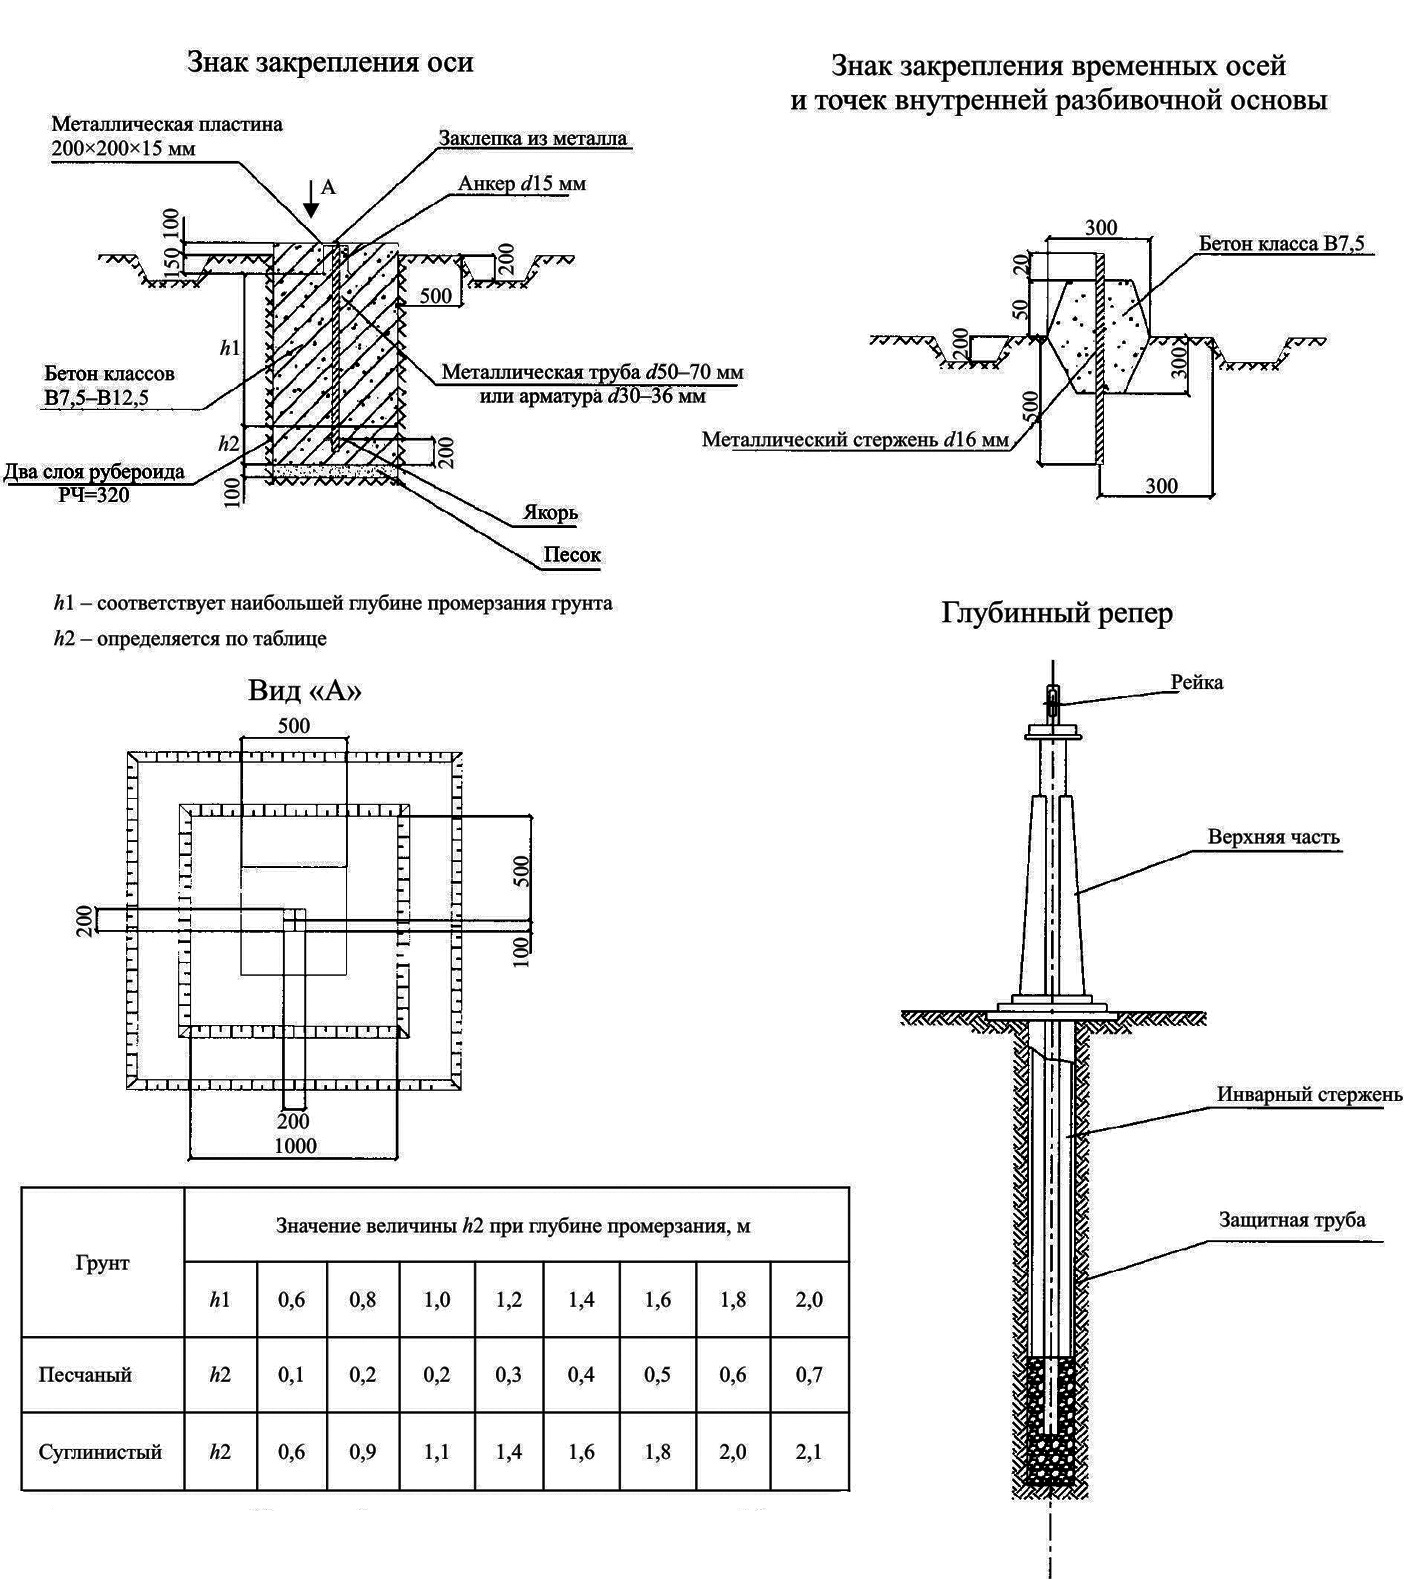 Знак закрепления оси
Металлическая пластина
200×200×15 мм
Заклепка из металла
А
Анкер d15 мм
100
150
200
500
h1
Бетон классов
В7,5–В12,5
Металлическая труба d50–70 мм
или арматура d30–36 мм
h2
200
Два слоя рубероида
РЧ=320
100
Якорь
Песок
h1 – соответствует наибольшей глубине промерзания грунта
h2 – определяется по таблице
Знак закрепления временных осей
и точек внутренней разбивочной основы
300
Бетон класса В7,5
20
50
200
300
500
Металлический стержень d16 мм
300
Вид «А»
500
500
200
100
200
1000
Глубинный репер
Рейка
Верхняя часть
Инварный стержень
Защитная труба
Грунт
Значение величины h2 при глубине промерзания, м
h1 0,6 0,8 1,0 1,2 1,4 1,6 1,8 2,0
Песчаный h2 0,1 0,2 0,2 0,3 0,4 0,5 0,6 0,7
Суглинистый h2 0,6 0,9 1,1 1,4 1,6 1,8 2,0 2,1